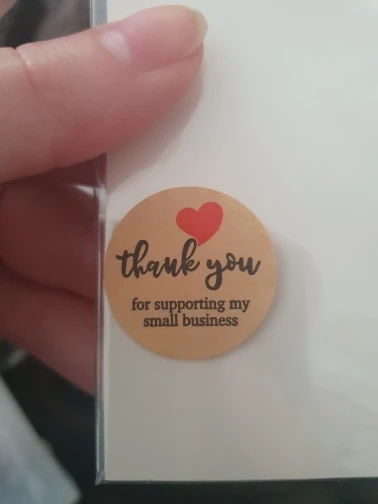 thank you
for supporting my
small business